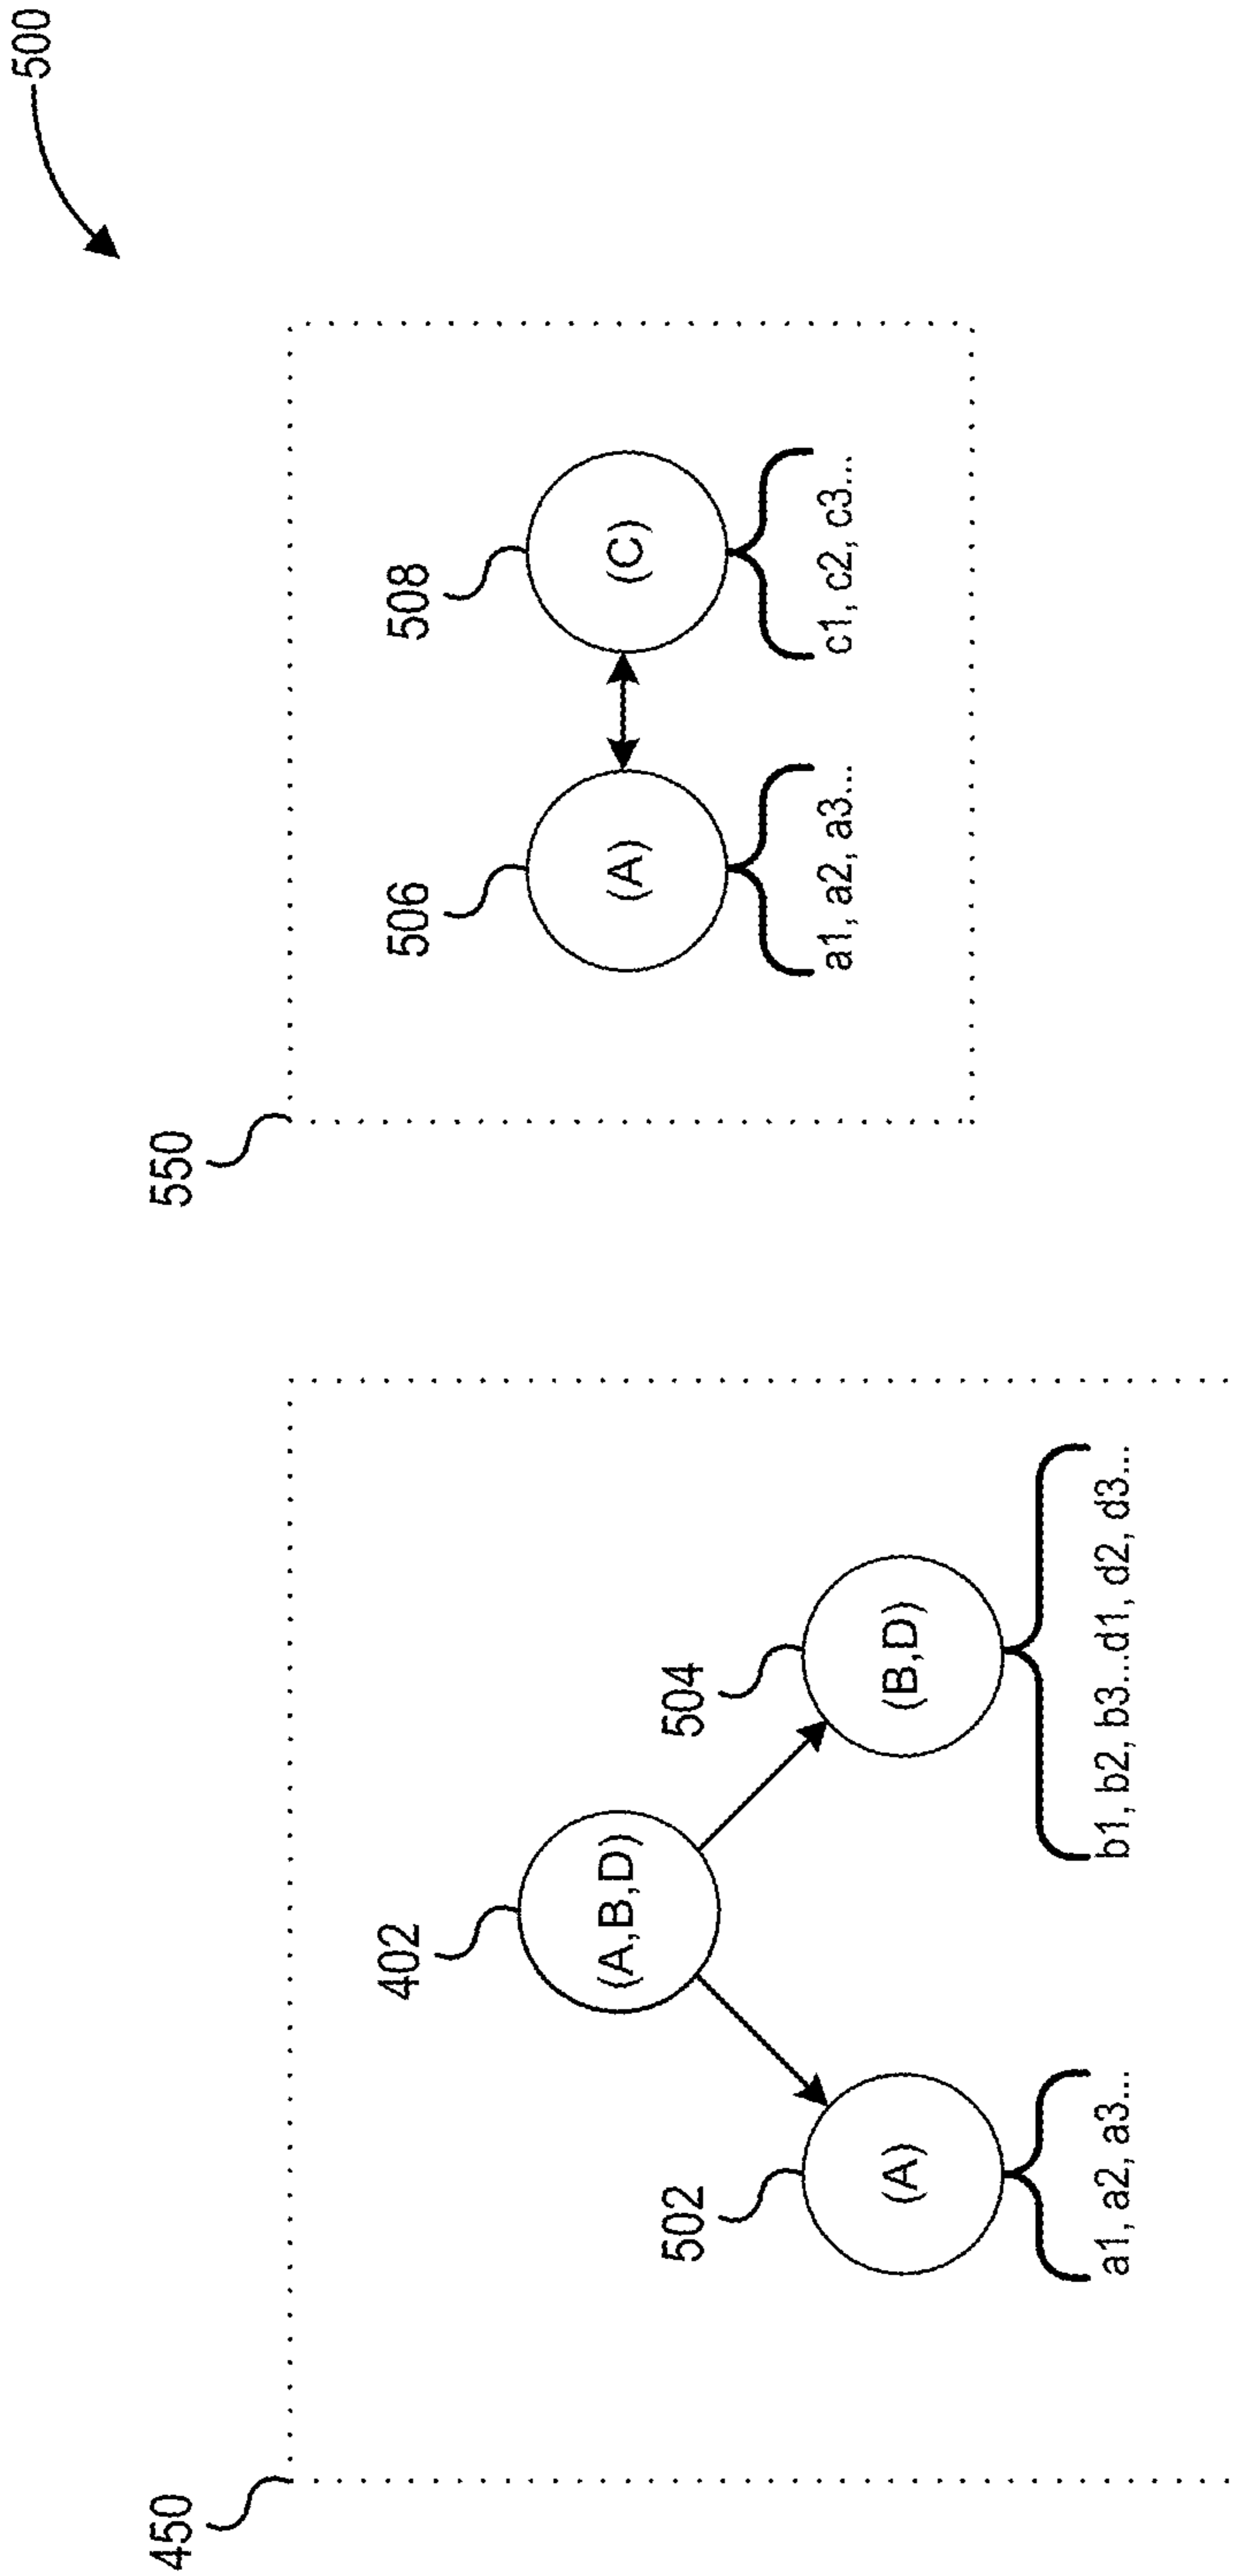 500
450
550
402
(A,B,D)
506
508
(A)
(C)
a1, a2, a3...
c1, c2, c3...
502
504
(A)
(B,D)
a1, a2, a3...
b1, b2, b3...d1, d2, d3...